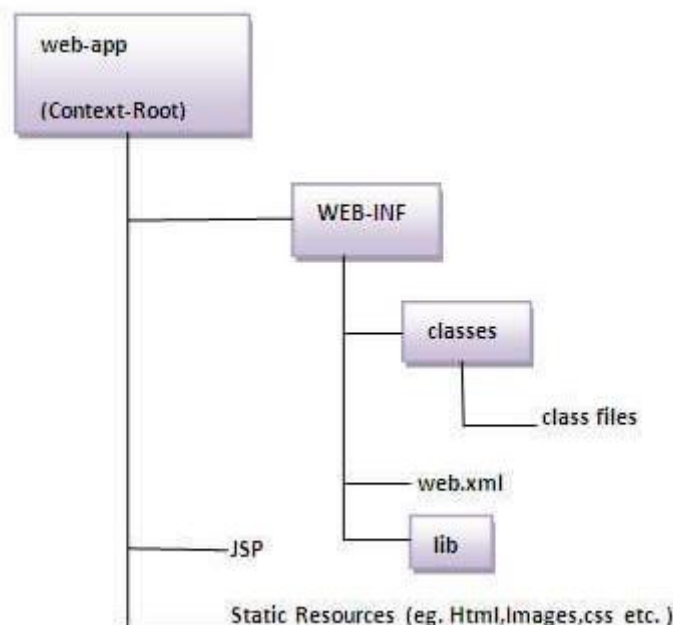 web-app
(Context-Root)
WEB-INF
classes
class files
web.xml
lib
JSP
Static Resources (eg. Html,Images,css etc. )